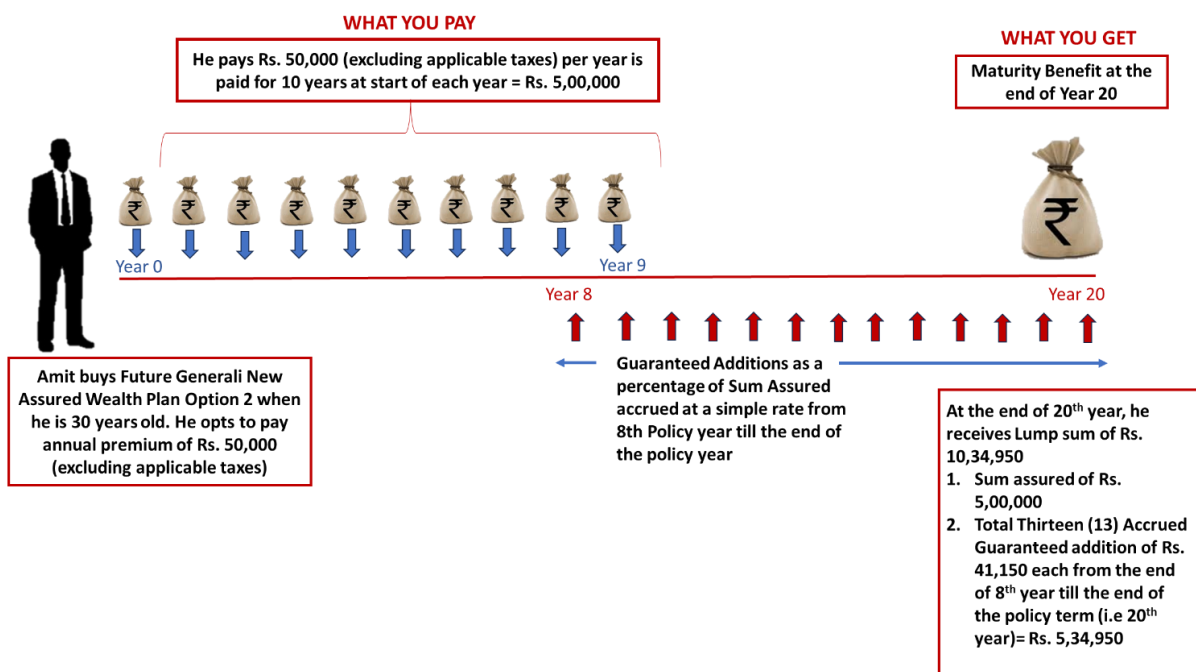 WHAT YOU PAY
He pays Rs. 50,000 (excluding applicable taxes) per year is
paid for 10 years at start of each year = Rs. 5,00,000
WHAT YOU GET
Maturity Benefit at the
end of Year 20
₹ ₹ ₹ ₹ ₹ ₹ ₹ ₹ ₹ ₹
₹
Year 0
Year 9
Year 8
Year 20
Amit buys Future Generali New
Assured Wealth Plan Option 2 when
he is 30 years old. He opts to pay
annual premium of Rs. 50,000
(excluding applicable taxes)
Guaranteed Additions as a
percentage of Sum Assured
accrued at a simple rate from
8th Policy year till the end of
the policy year
At the end of 20th year, he
receives Lump sum of Rs.
10,34,950
1. Sum assured of Rs.
5,00,000
2. Total Thirteen (13) Accrued
Guaranteed addition of Rs.
41,150 each from the end
of 8th year till the end of
the policy term (i.e 20th
year)= Rs. 5,34,950